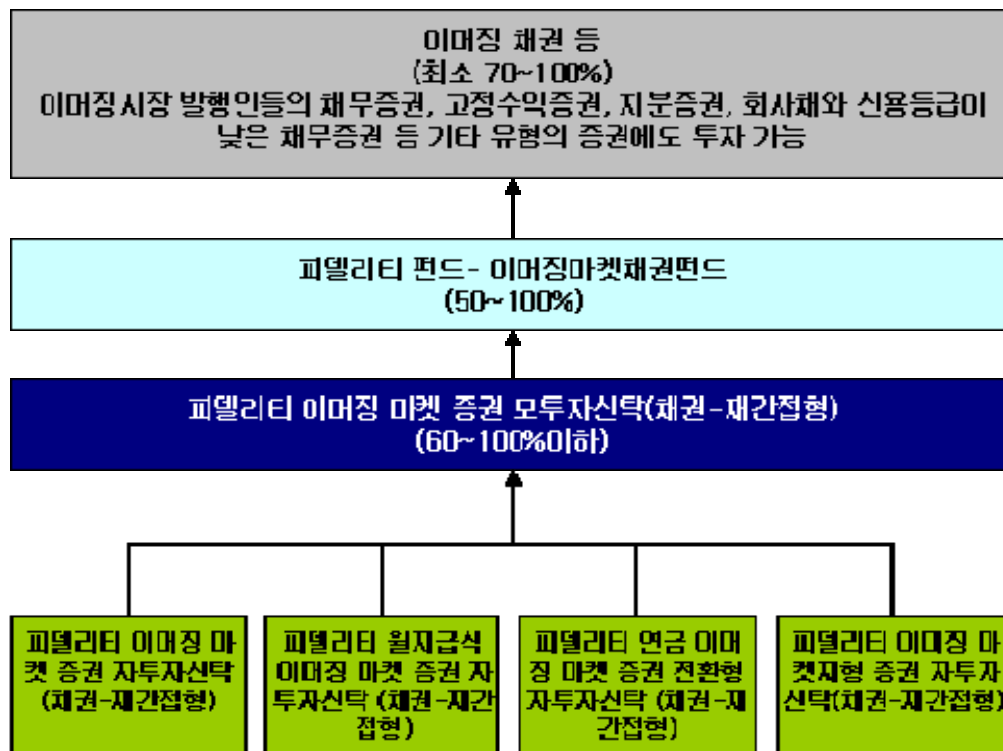 이머징 채권 등
(최소 70~100%)
이머징시장 발행인들의 채무증권, 고정수익증권, 지분증권, 회사채와 신용등급이
낮은 채무증권 등 기타 유형의 증권에도 투자 가능
피델리티 펀드- 이머징마켓채권펀드
(50~100%)
피델리티 이머징 마켓 증권 모투자신탁(채권-재간접형)
(60~100%이하)
피델리티 이머징 마
켓 증권 자투자신탁
(채권-재간접형)
피델리티 월지급식
이머징 마켓 증권 자
투자신탁 (채권-재간
접형)
피델리티 연금 이머
징 마켓 증권 전환형
자투자신탁 (채권-재
간접형)
피델리티 이머징 마
증권 자투자
신탁(채권-재간접형)